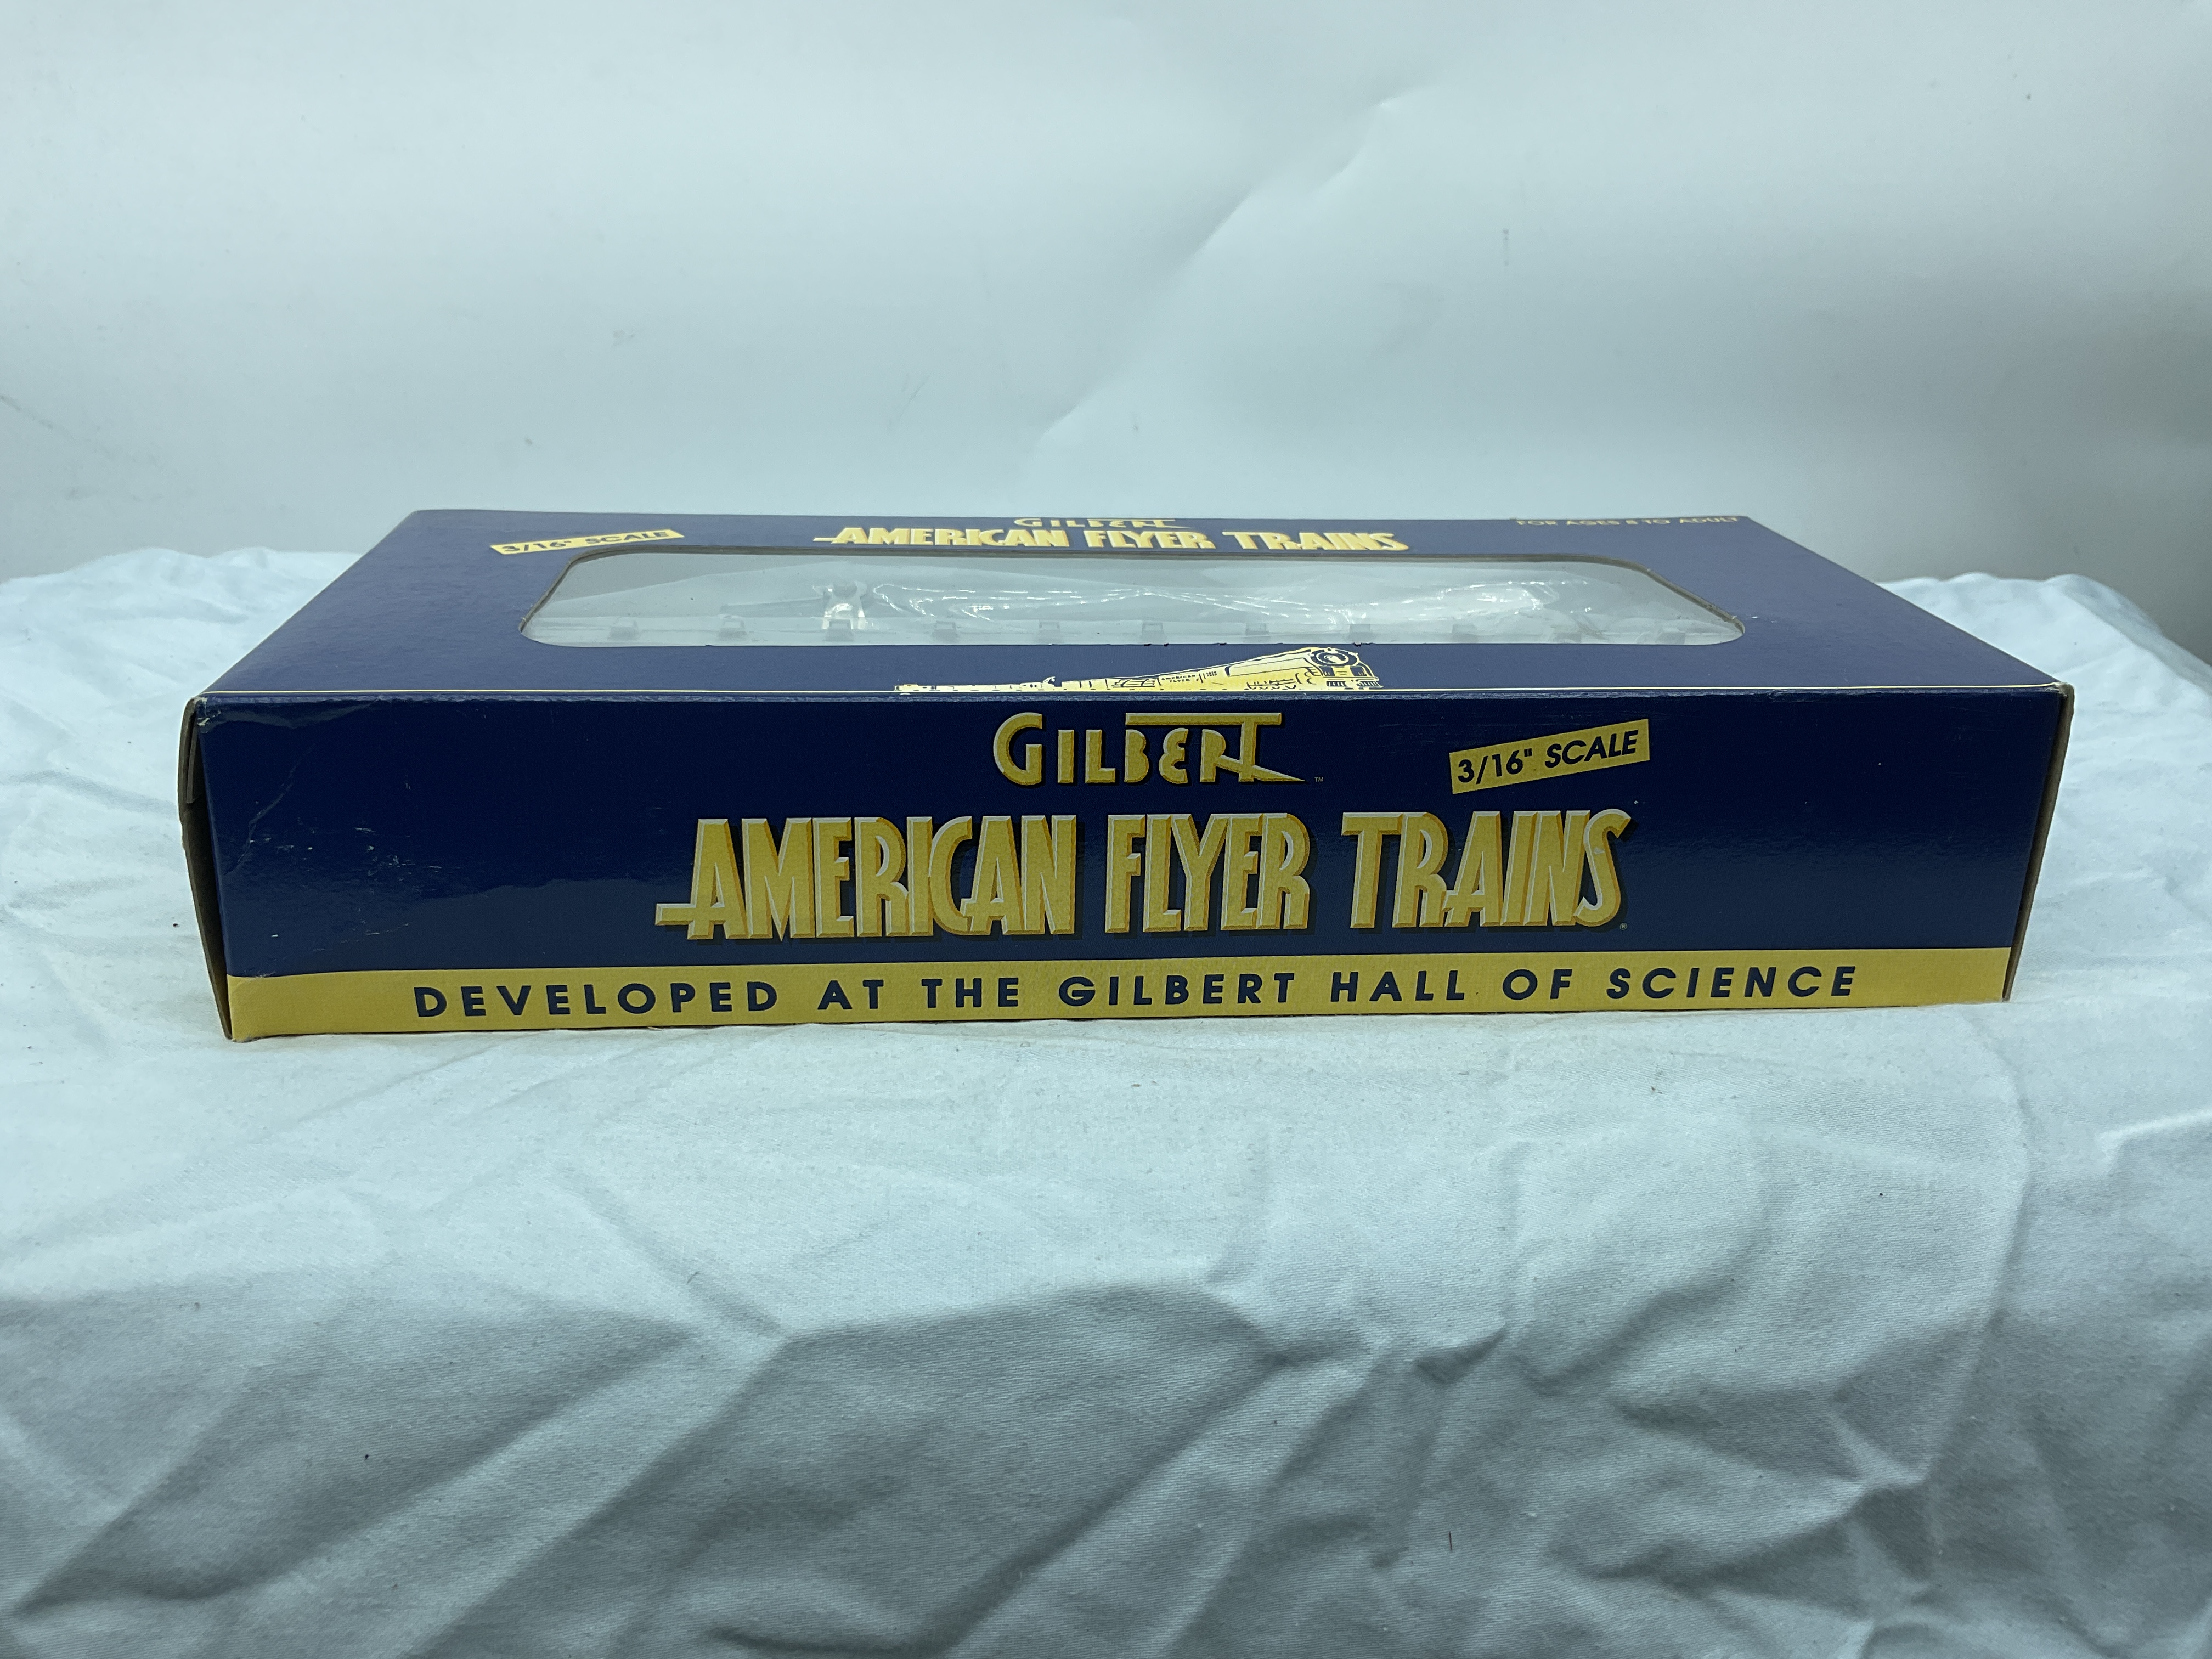 GILBERT
3/16" SCALE
AMERICAN FLYER TRAINS
FOR AGES 8 TO ADULT
GILBERT™
3/16" SCALE
AMERICAN FLYER TRAINS®
DEVELOPED AT THE GILBERT HALL OF SCIENCE